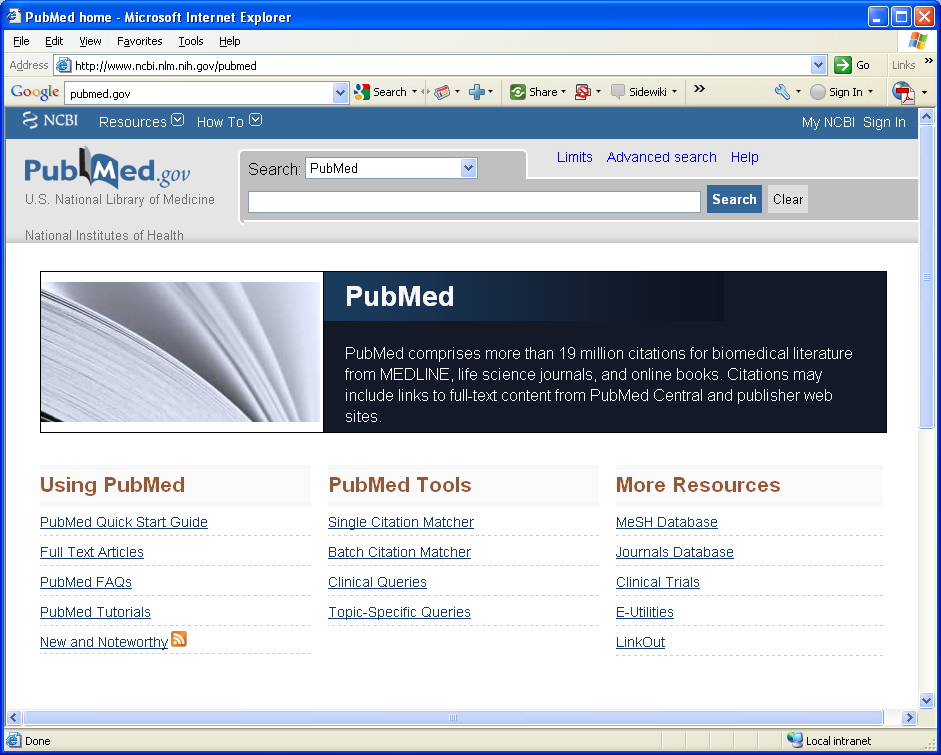 PubMed home - Microsoft Internet Explorer
File Edit View Favorites Tools Help
Address http://www.ncbi.nlm.nih.gov/pubmed Go Links »
Google pubmed.gov Search Share Sidewiki » Sign In
NCBI Resources How To My NCBI Sign In
PubMed.gov
U.S. National Library of Medicine
National Institutes of Health
Search: PubMed
Limits Advanced search Help
Search Clear
PubMed
PubMed comprises more than 19 million citations for biomedical literature
from MEDLINE, life science journals, and online books. Citations may
include links to full-text content from PubMed Central and publisher web
sites.
Using PubMed
PubMed Quick Start Guide
Full Text Articles
PubMed FAQs
PubMed Tutorials
New and Noteworthy
PubMed Tools
Single Citation Matcher
Batch Citation Matcher
Clinical Queries
Topic-Specific Queries
More Resources
MeSH Database
Journals Database
Clinical Trials
E-Utilities
LinkOut
Done Local intranet